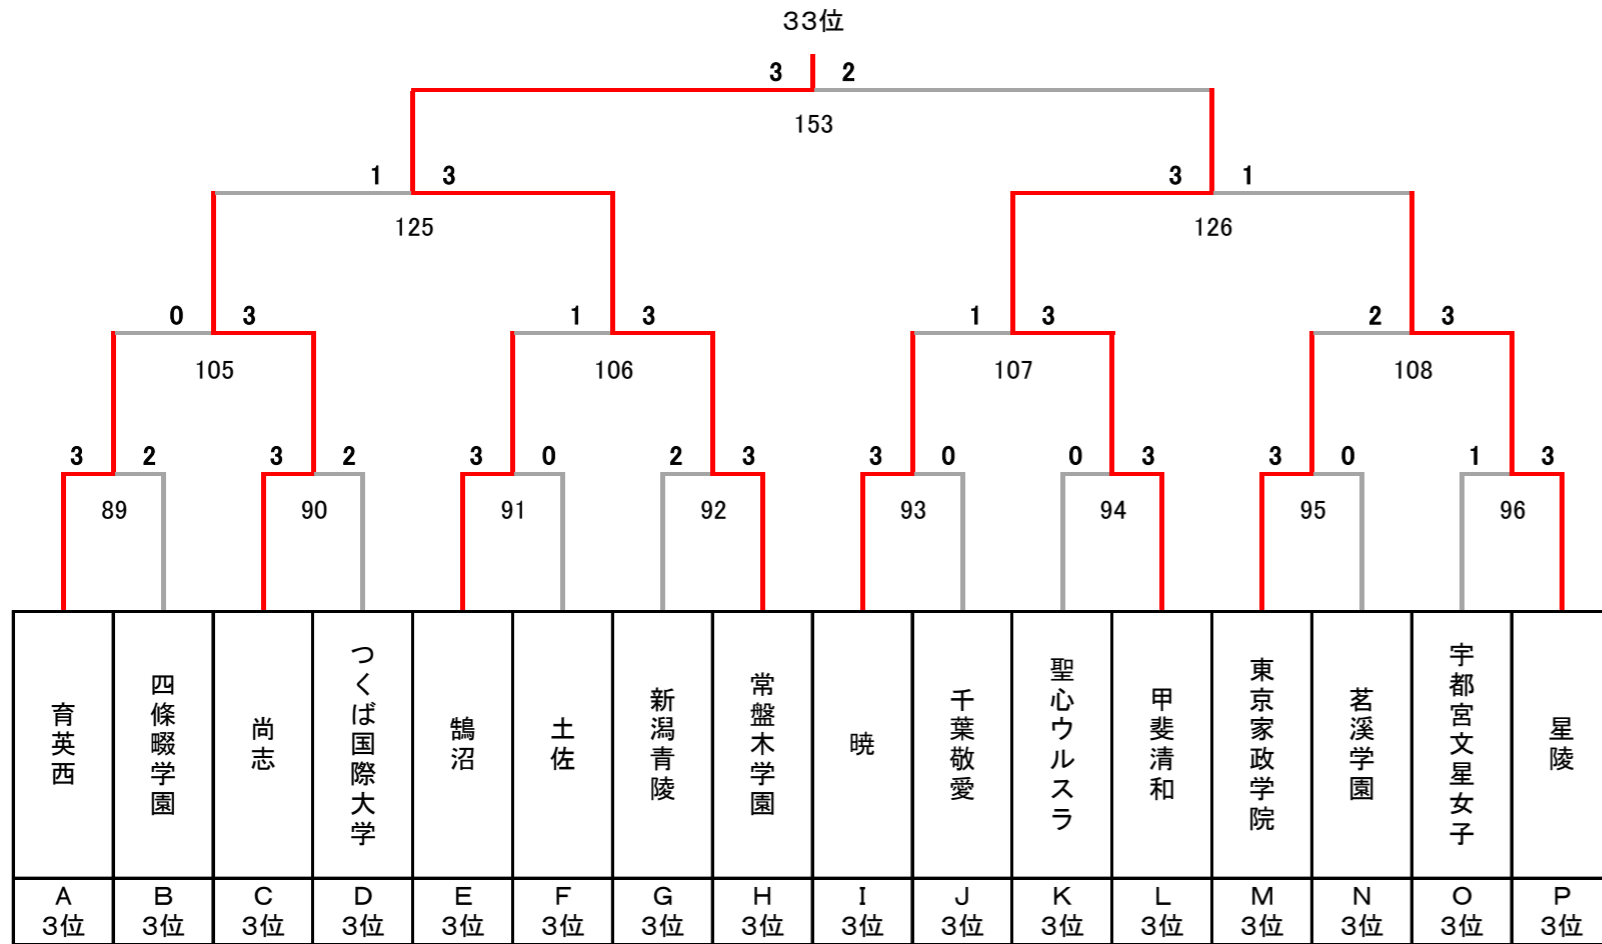 33位
3 2
153
1 3 3 1
125 126
0 3 1 3 1 3 2 3
105 106 107 108
3 2 3 2 3 0 2 3 3 0 0 3 3 0 1 3
89 90 91 92 93 94 95 96
育英西
四條畷学園
尚志
つくば国際大学
鵠沼
土佐
新潟青陵
常盤木学園
暁
千葉敬愛
聖心ウルスラ
甲斐清和
東京家政学院
茗溪学園
宇都宮文星女子
星陵
A B C D E F G H I J K L M N O P
3位 3位 3位 3位 3位 3位 3位 3位 3位 3位 3位 3位 3位 3位 3位 3位